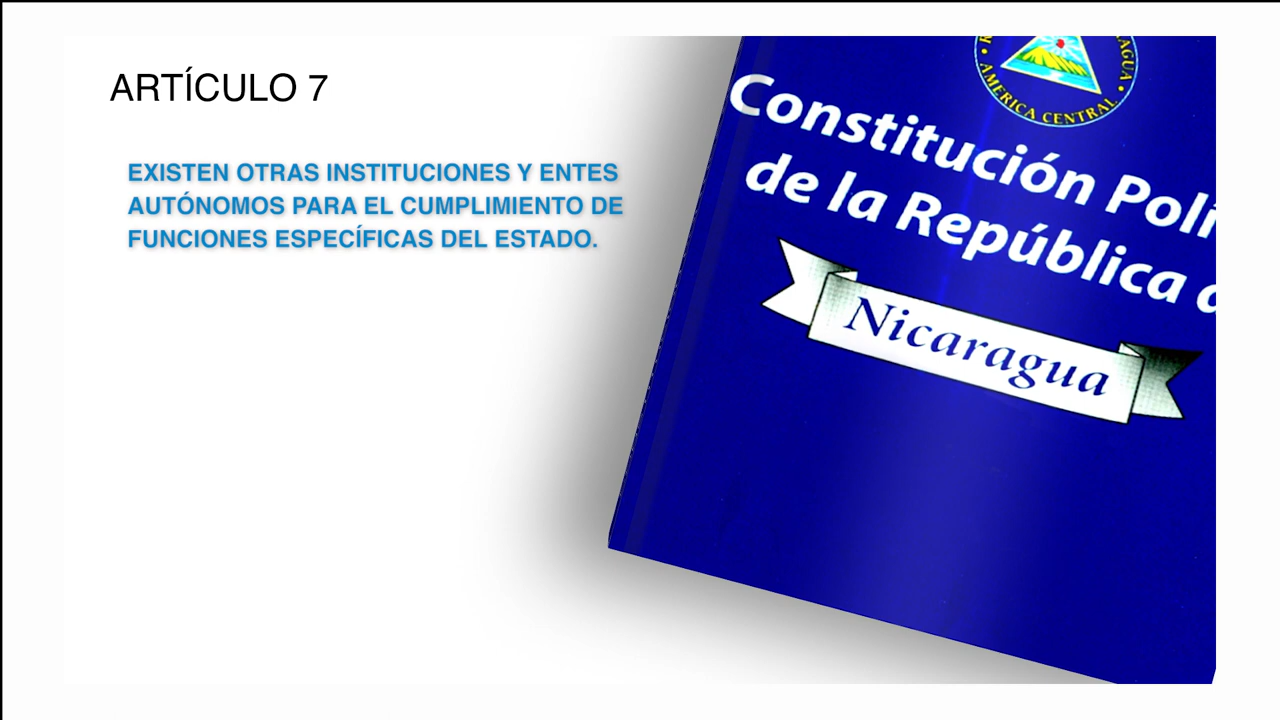 ARTÍCULO 7
EXISTEN OTRAS INSTITUCIONES Y ENTES
AUTÓNOMOS PARA EL CUMPLIMIENTO DE
FUNCIONES ESPECÍFICAS DEL ESTADO.
AMERICA CENTRAL
Constitución Polí
de la República
Nicaragua